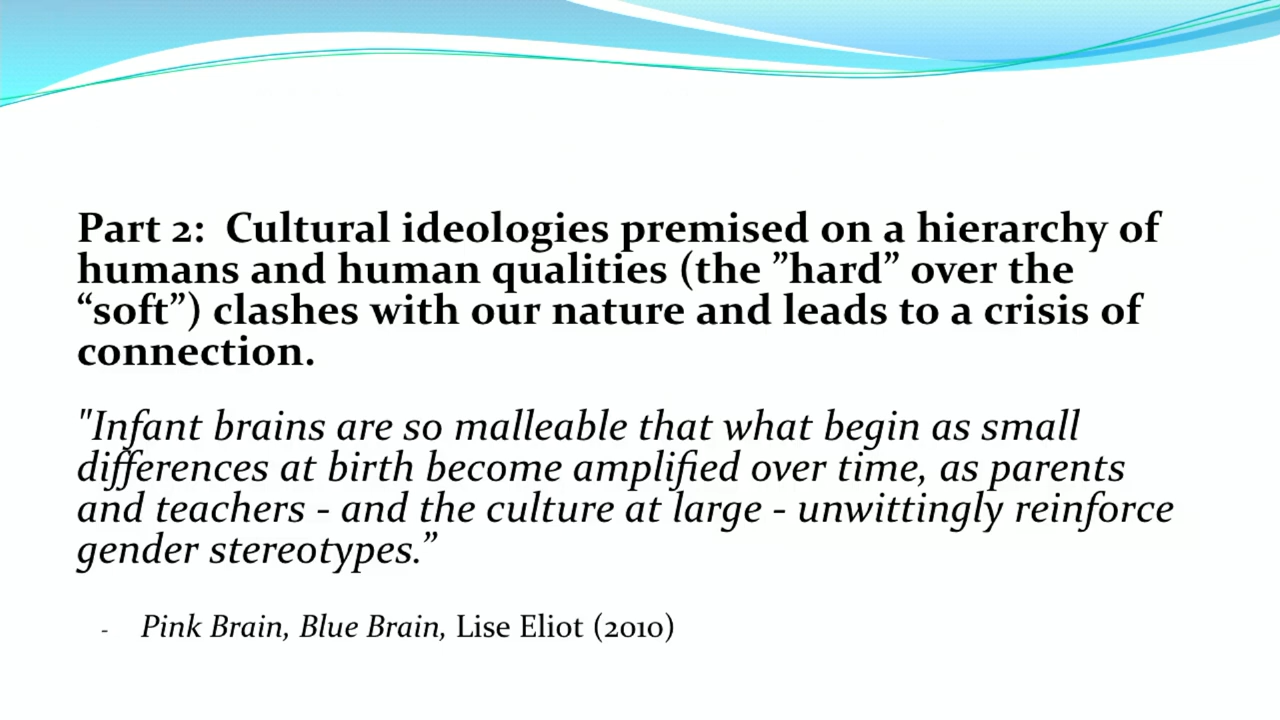 Part 2:  Cultural ideologies premised on a hierarchy of
humans and human qualities (the ”hard” over the
“soft”) clashes with our nature and leads to a crisis of
connection.
"Infant brains are so malleable that what begin as small
differences at birth become amplified over time, as parents
and teachers - and the culture at large - unwittingly reinforce
gender stereotypes.”
- Pink Brain, Blue Brain, Lise Eliot (2010)